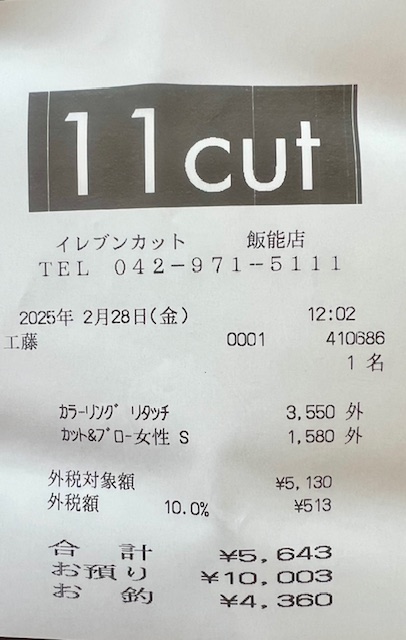 11cut
イレブンカット 飯能店
TEL 042-971-5111
2025年 2月28日(金) 12:02
工藤 0001 410686
1 名
ｶﾗｰﾘﾝｸﾞ ﾘﾀｯﾁ 3,550 外
ｶｯﾄ&ﾌﾞﾛｰ女性 S 1,580 外
外税対象額 ¥5,130
外税額 10.0% ¥513
合 計 ¥5,643
お預り ¥10,003
お 釣 ¥4,360